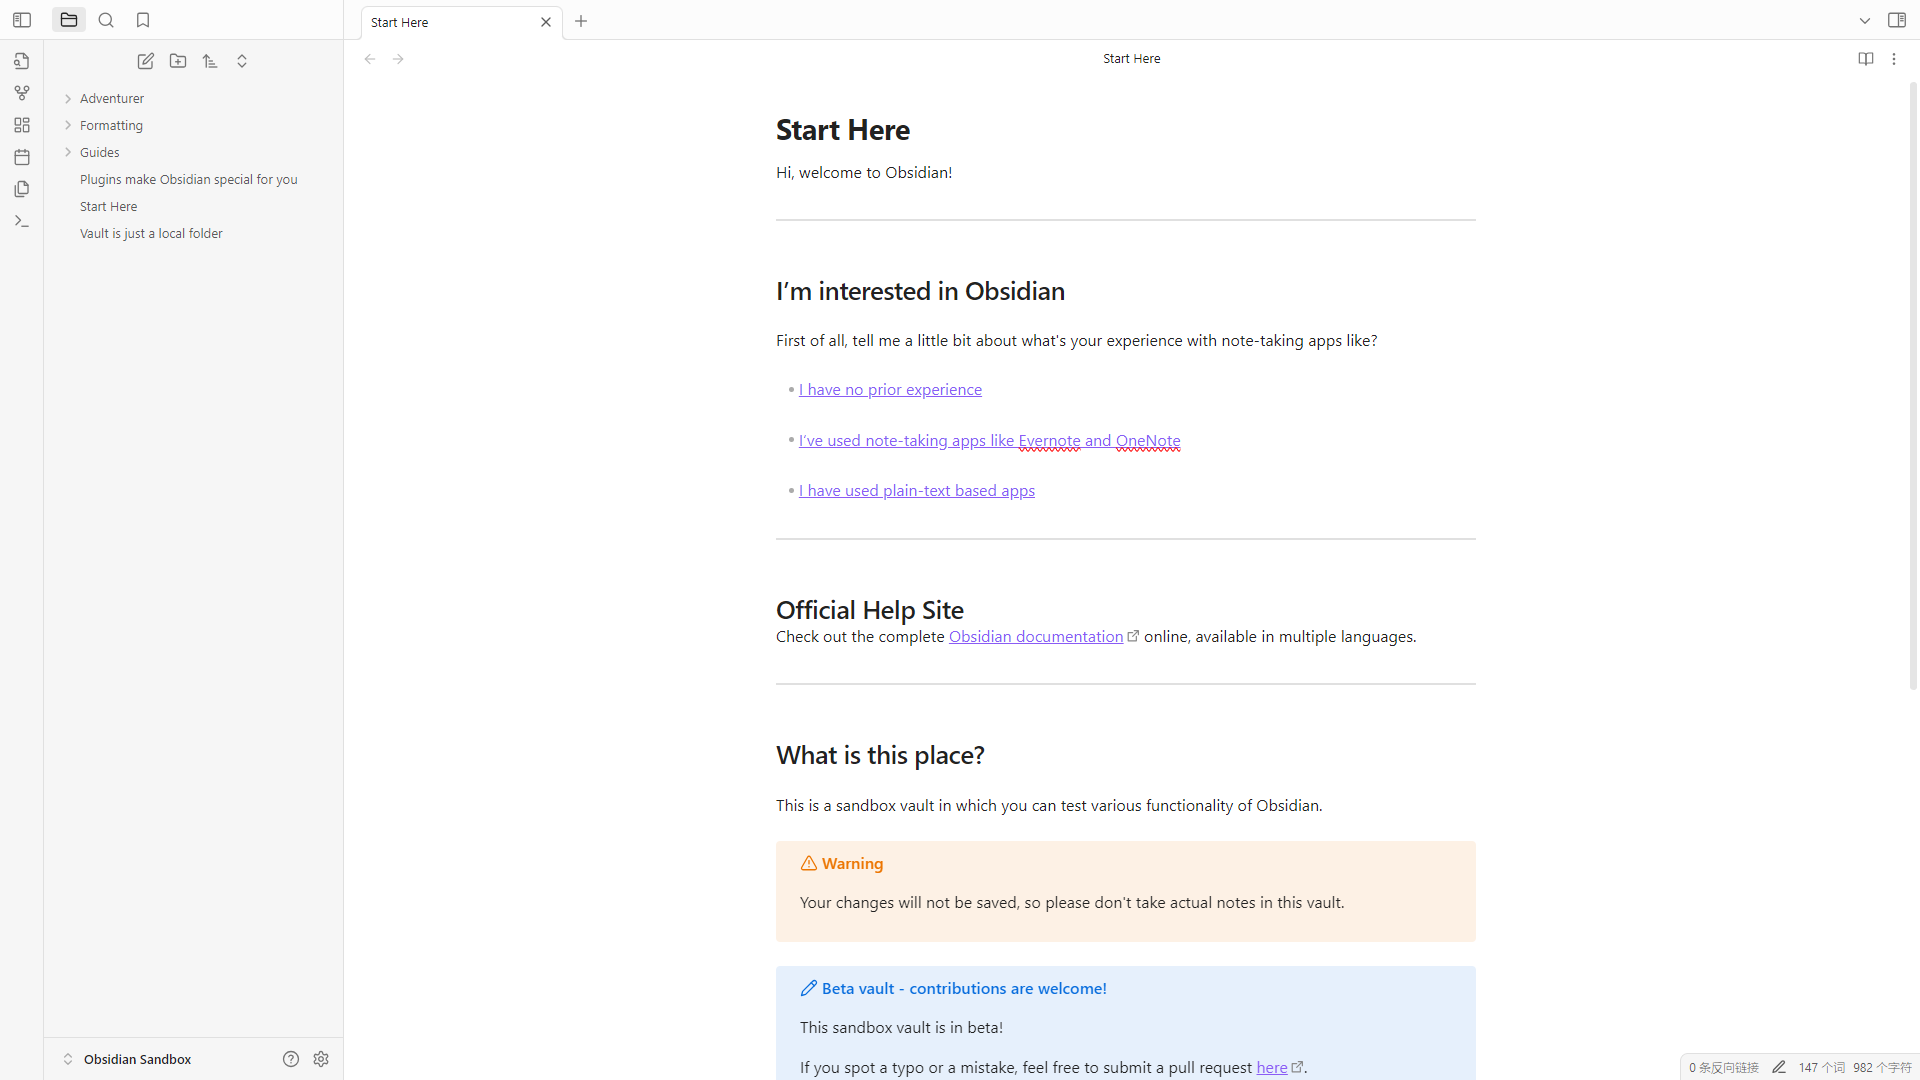 Start Here
Adventurer
Formatting
Guides
Plugins make Obsidian special for you
Start Here
Vault is just a local folder
Obsidian Sandbox
Start Here
Start Here
Hi, welcome to Obsidian!
I’m interested in Obsidian
First of all, tell me a little bit about what's your experience with note-taking apps like?
• I have no prior experience
• I’ve used note-taking apps like Evernote and OneNote
• I have used plain-text based apps
Official Help Site
Check out the complete Obsidian documentation online, available in multiple languages.
What is this place?
This is a sandbox vault in which you can test various functionality of Obsidian.
Warning
Your changes will not be saved, so please don't take actual notes in this vault.
Beta vault - contributions are welcome!
This sandbox vault is in beta!
If you spot a typo or a mistake, feel free to submit a pull request here.
0 条反向链接 147 个词 982 个字符